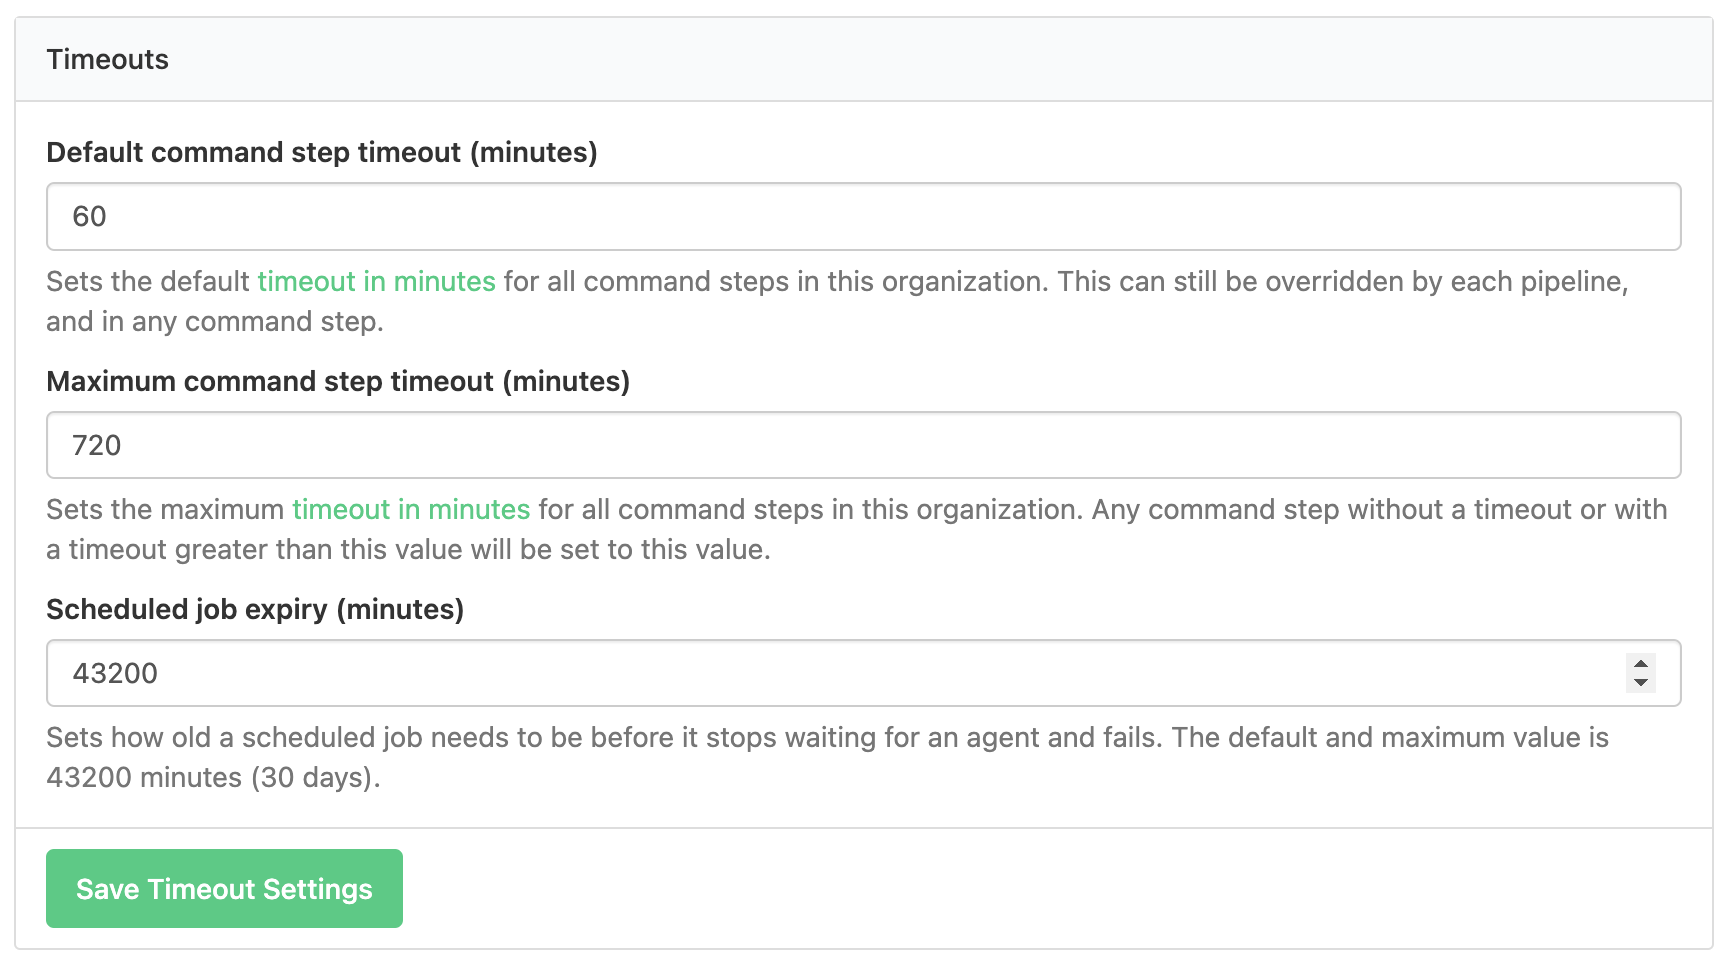 Timeouts
Default command step timeout (minutes)
60
Sets the default timeout in minutes for all command steps in this organization. This can still be overridden by each pipeline,
and in any command step.
Maximum command step timeout (minutes)
720
Sets the maximum timeout in minutes for all command steps in this organization. Any command step without a timeout or with
a timeout greater than this value will be set to this value.
Scheduled job expiry (minutes)
43200
Sets how old a scheduled job needs to be before it stops waiting for an agent and fails. The default and maximum value is
43200 minutes (30 days).
Save Timeout Settings